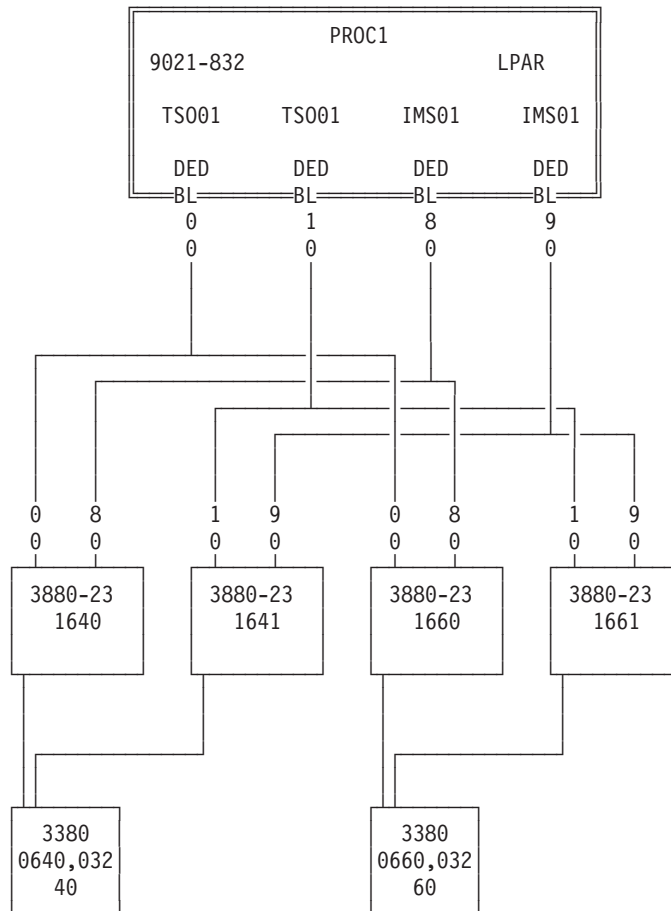 PROC1
9021-832 LPAR
TSO01 TSO01 IMS01 IMS01
DED DED DED DED
BL BL BL BL
0 1 8 9
0 0 0 0
0 8 1 9 0 8 1 9
0 0 0 0 0 0 0 0
3880-23 3880-23 3880-23 3880-23
1640 1641 1660 1661
3380 3380
0640,032 0660,032
40 60